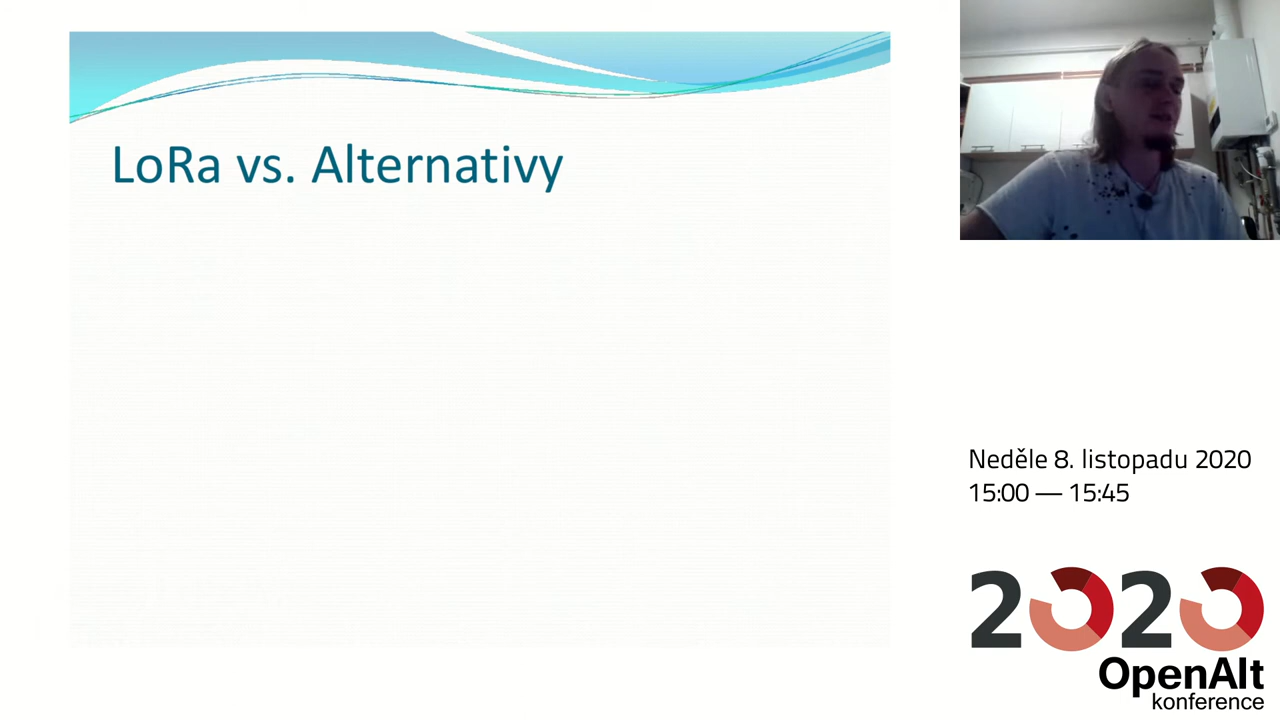 LoRa vs. Alternativy
Neděle 8. listopadu 2020
15:00 — 15:45
2020
OpenAlt
konference